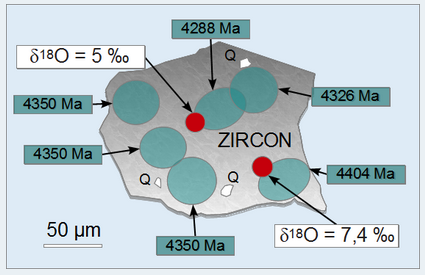 4288 Ma
δ18O = 5 ‰
Q
4350 Ma
4326 Ma
ZIRCON
4350 Ma
4404 Ma
Q
Q
50 µm
4350 Ma
δ18O = 7,4 ‰